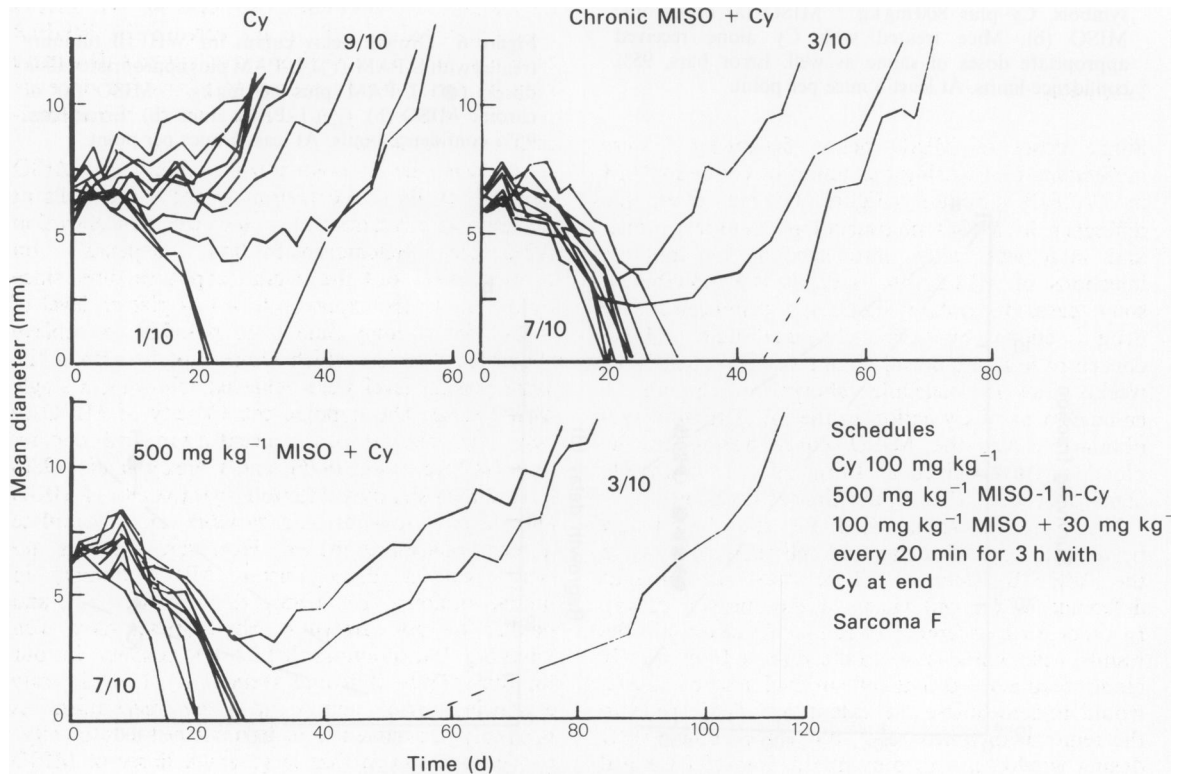 Cy
Chronic MISO + Cy
9/10
3/10
10
10
5
5
1/10
7/10
0
0
0
20
40
60
0
20
40
60
80
Mean diameter (mm)
500 mg kg⁻¹ MISO + Cy
10
3/10
5
7/10
0
0
20
40
60
80
100
120
Time (d)
Schedules
Cy 100 mg kg⁻¹
500 mg kg⁻¹ MISO-1 h-Cy
100 mg kg⁻¹ MISO + 30 mg kg⁻
every 20 min for 3 h with
Cy at end
Sarcoma F